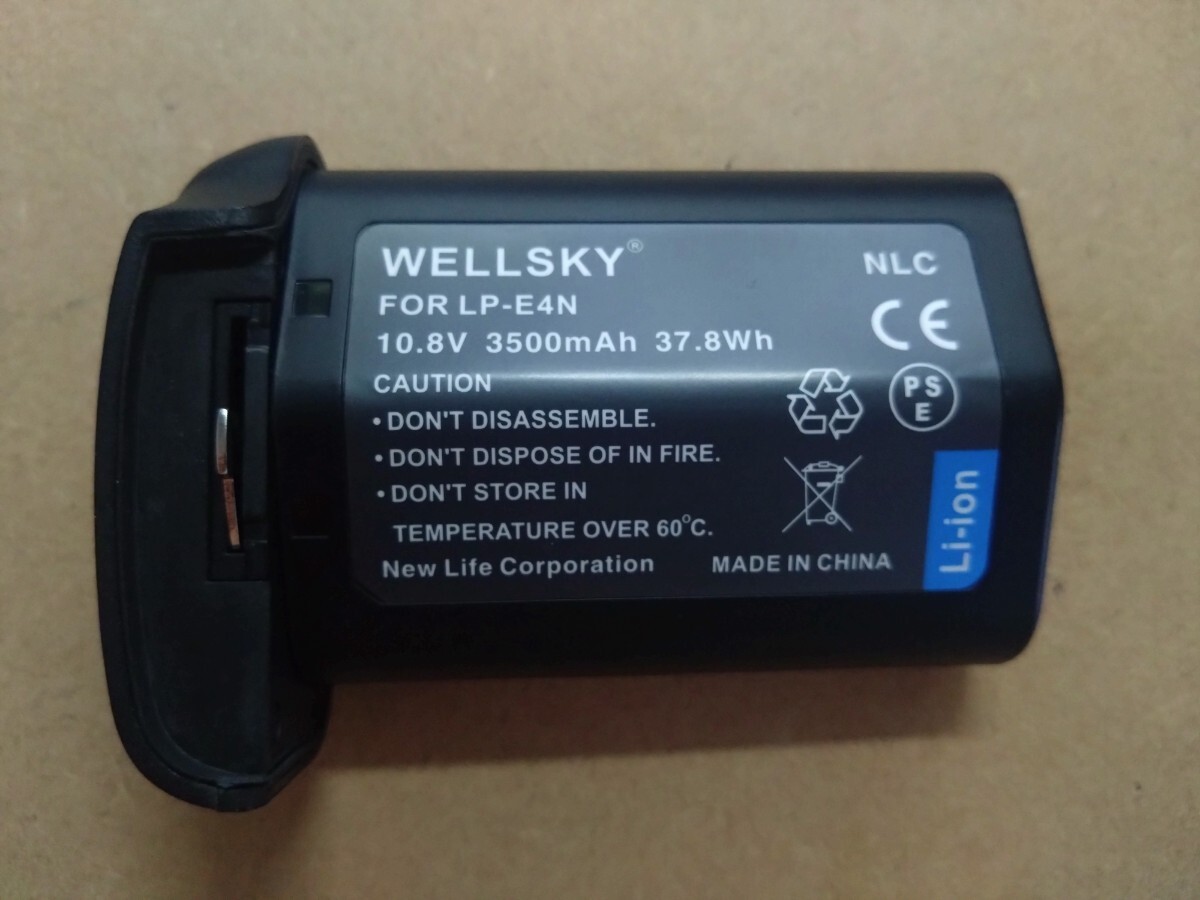 WELLSKY®
NLC
FOR LP-E4N
10.8V 3500mAh 37.8Wh
CE
CAUTION
PS
E
• DON'T DISASSEMBLE.
• DON'T DISPOSE OF IN FIRE.
• DON'T STORE IN
TEMPERATURE OVER 60°C.
New Life Corporation
MADE IN CHINA
Li-ion